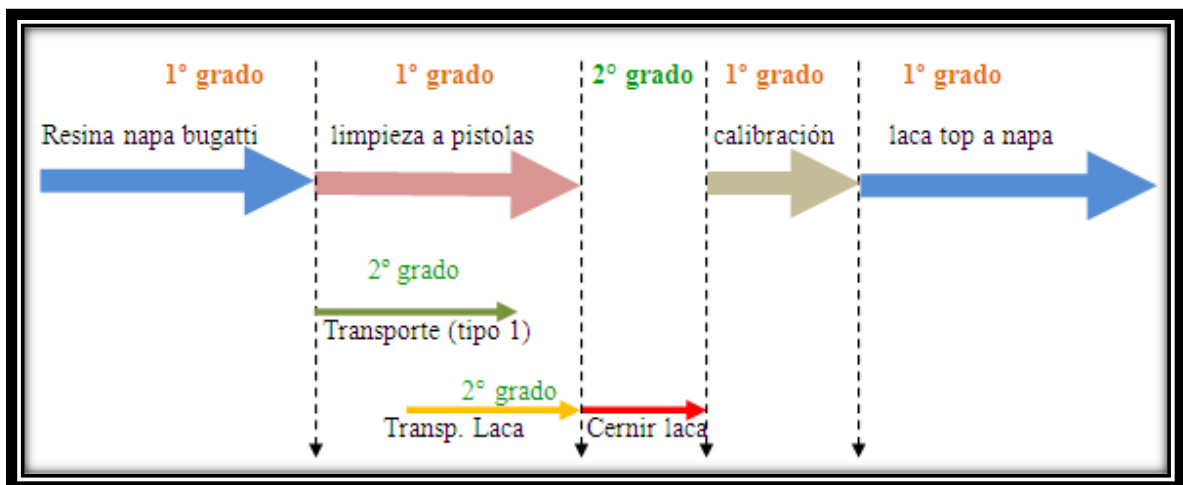 1° grado 1° grado 2° grado 1° grado 1° grado
Resina napa bugatti limpieza a pistolas calibración laca top a napa
2° grado
Transporte (tipo 1)
2° grado
Transp. Laca Cernir laca